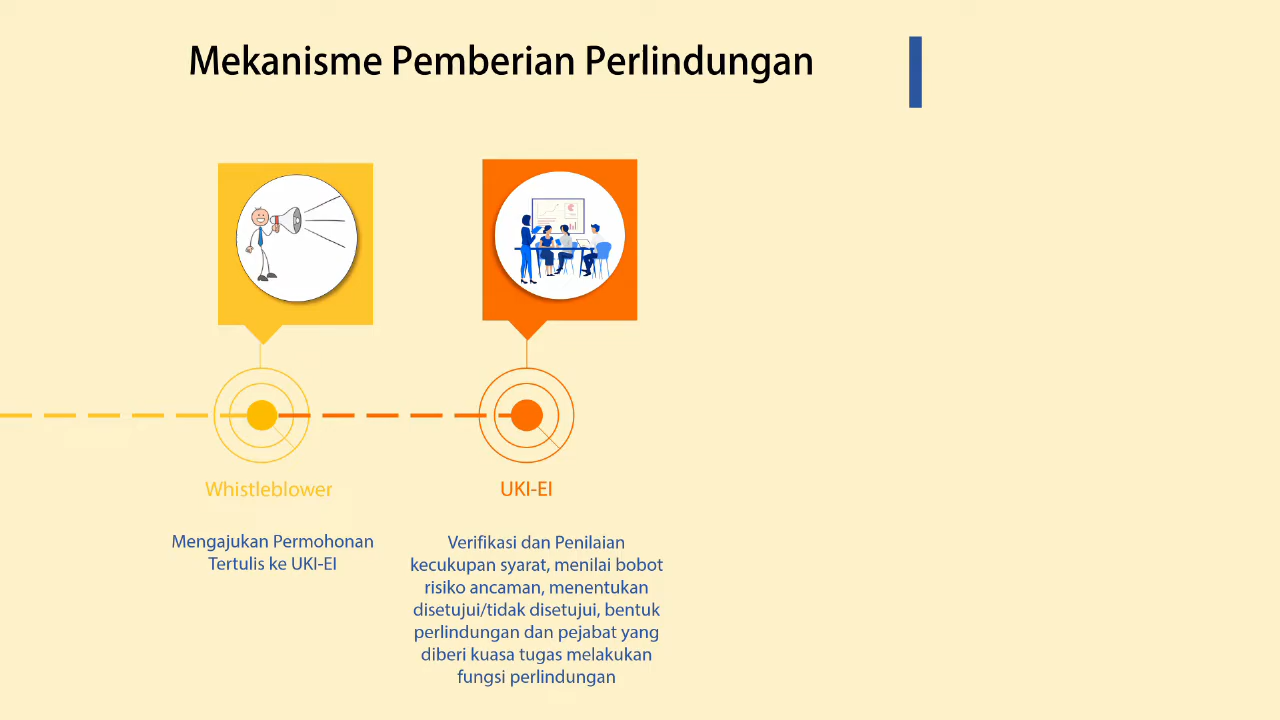 Mekanisme Pemberian Perlindungan
Whistleblower
Mengajukan Permohonan
Tertulis ke UKI-EI
UKI-EI
Verifikasi dan Penilaian
kecukupan syarat, menilai bobot
risiko ancaman, menentukan
disetujui/tidak disetujui, bentuk
perlindungan dan pejabat yang
diberi kuasa tugas melakukan
fungsi perlindungan